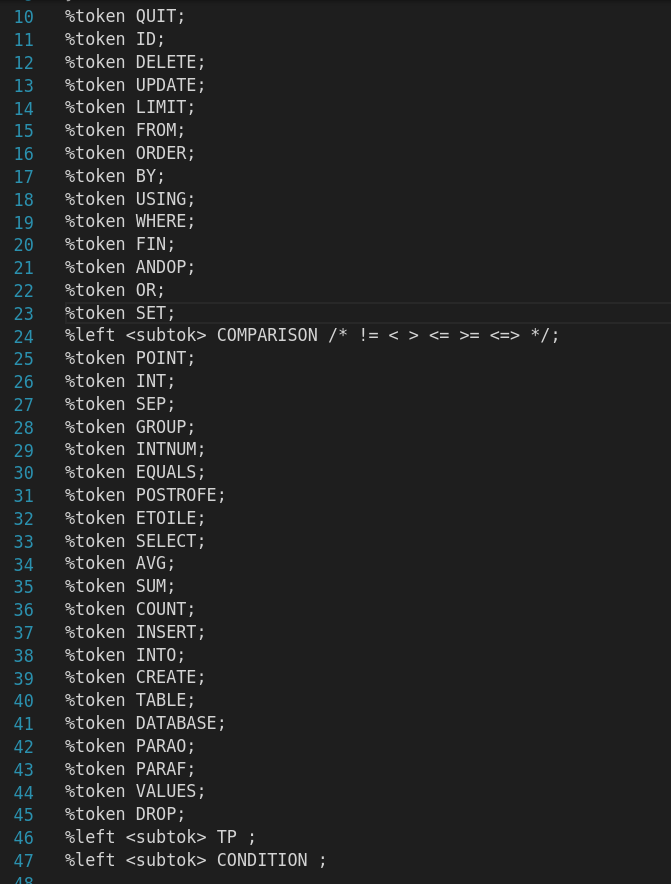 10 %token QUIT;
11 %token ID;
12 %token DELETE;
13 %token UPDATE;
14 %token LIMIT;
15 %token FROM;
16 %token ORDER;
17 %token BY;
18 %token USING;
19 %token WHERE;
20 %token FIN;
21 %token ANDOP;
22 %token OR;
23 %token SET;
24 %left <subtok> COMPARISON /* != < > <= >= <=> */;
25 %token POINT;
26 %token INT;
27 %token SEP;
28 %token GROUP;
29 %token INTNUM;
30 %token EQUALS;
31 %token POSTROFE;
32 %token ETOILE;
33 %token SELECT;
34 %token AVG;
35 %token SUM;
36 %token COUNT;
37 %token INSERT;
38 %token INTO;
39 %token CREATE;
40 %token TABLE;
41 %token DATABASE;
42 %token PARAO;
43 %token PARAF;
44 %token VALUES;
45 %token DROP;
46 %left <subtok> TP ;
47 %left <subtok> CONDITION ;
48